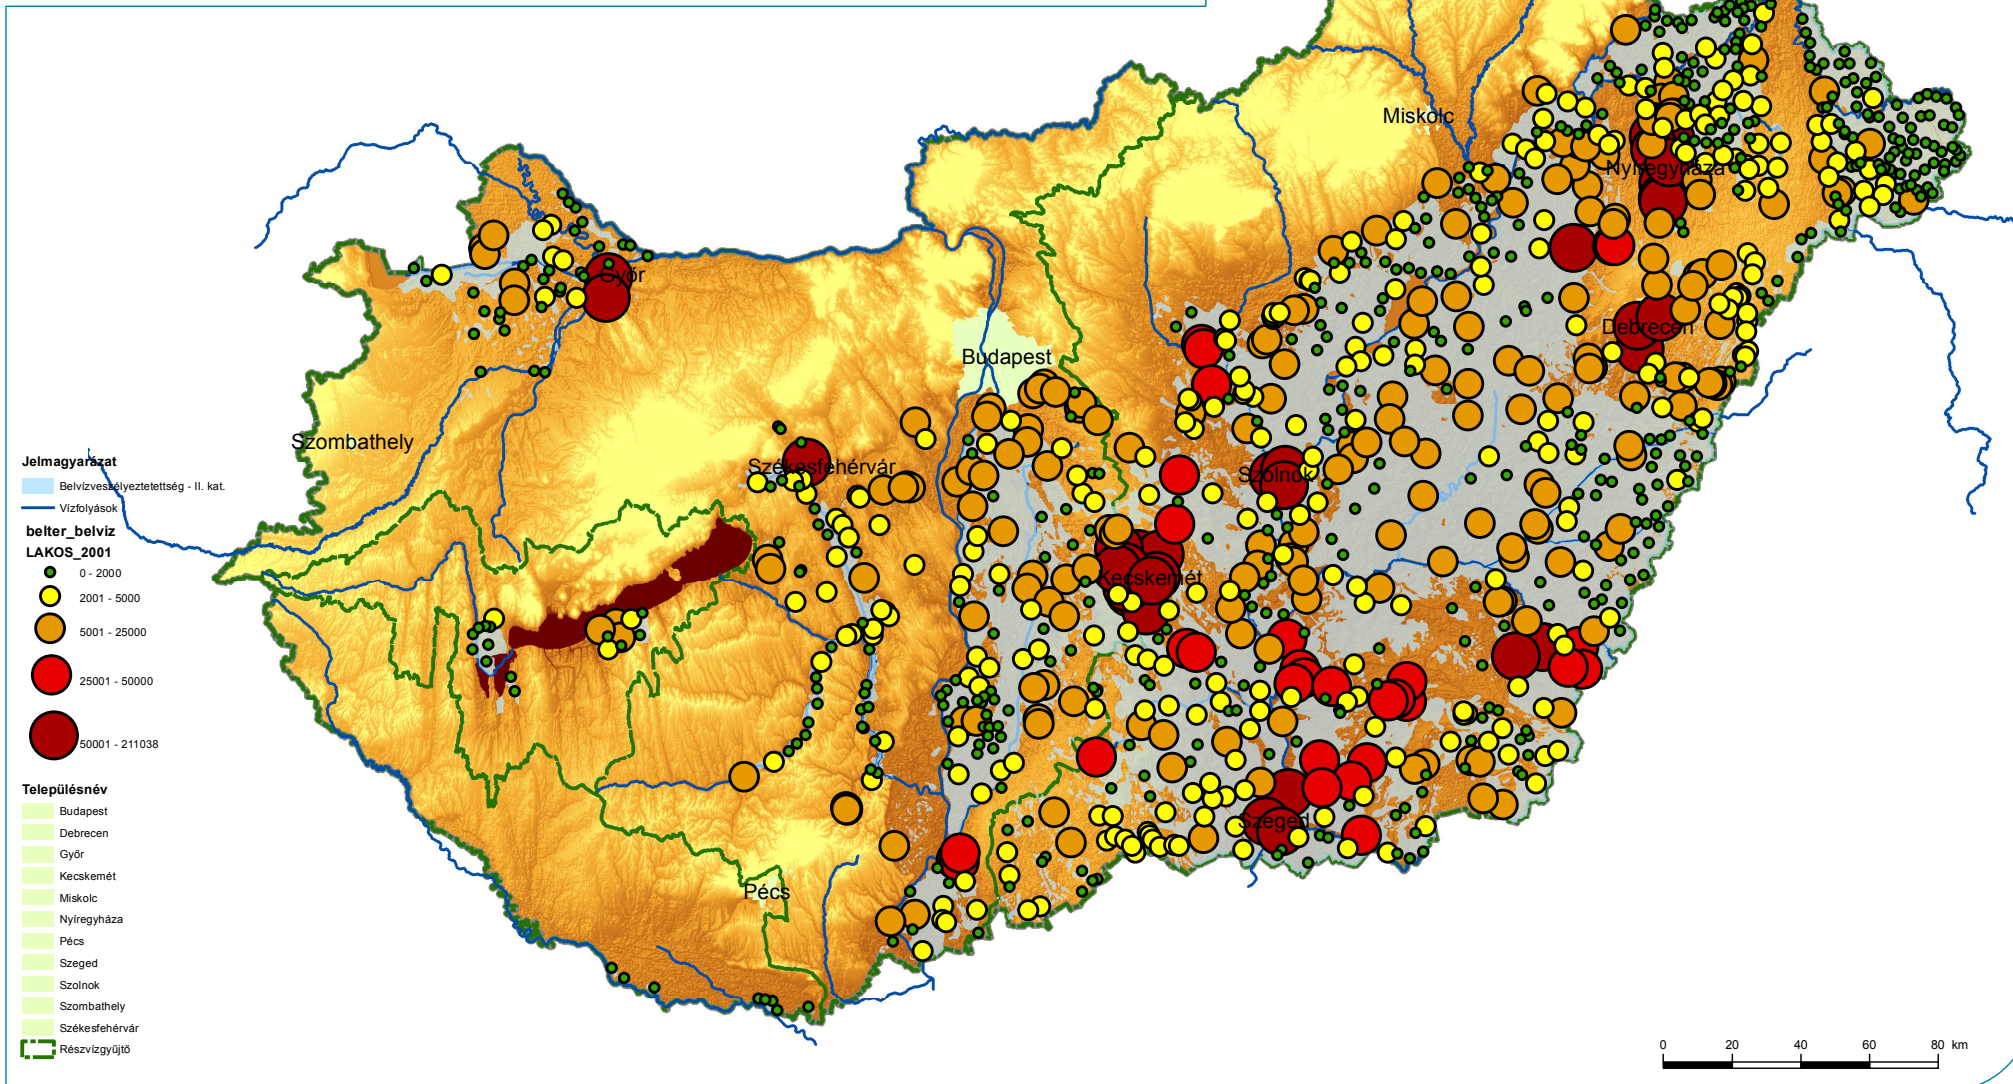 Miskolc
Nyíregyháza
Győr
Debrecen
Budapest
Szombathely
Székesfehérvár
Szolnok
Kecskemét
Szeged
Pécs
Jelmagyarázat
Belvízveszélyeztetettség - II. kat.
Vízfolyások
belter_belviz
LAKOS_2001
0 - 2000
2001 - 5000
5001 - 25000
25001 - 50000
50001 - 211038
Településnév
Budapest
Debrecen
Győr
Kecskemét
Miskolc
Nyíregyháza
Pécs
Szeged
Szolnok
Szombathely
Székesfehérvár
Részvízgyűjtő
0 20 40 60 80 km